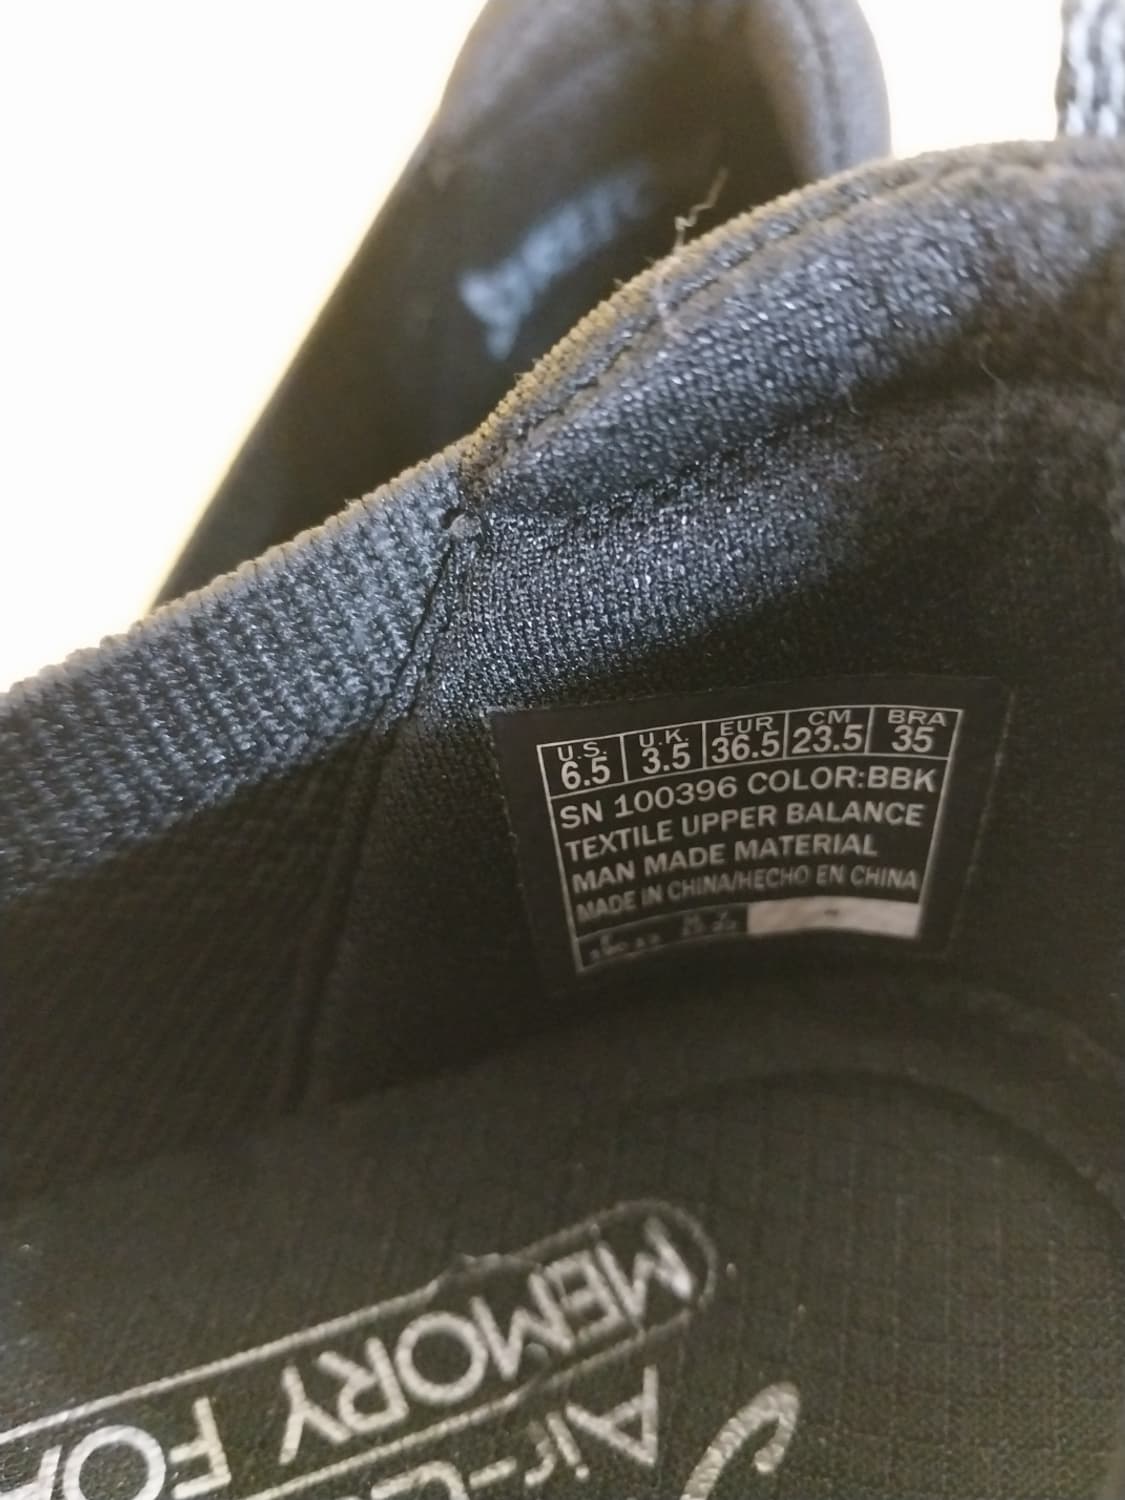 U.S. U.K. EUR CM BRA
6.5 3.5 36.5 23.5 35
SN 100396 COLOR:BBK
TEXTILE UPPER BALANCE
MAN MADE MATERIAL
MADE IN CHINA/HECHO EN CHINA
MEMORY